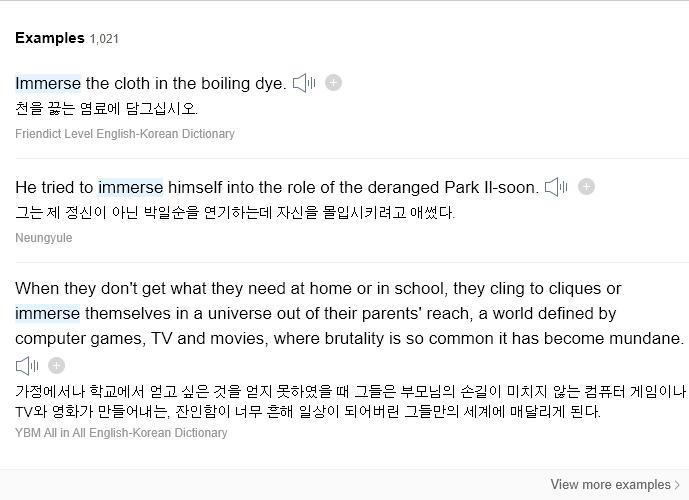 Examples 1,021
Immerse the cloth in the boiling dye.
천을 끓는 염료에 담그십시오.
Friendict Level English-Korean Dictionary
He tried to immerse himself into the role of the deranged Park Il-soon.
그는 제 정신이 아닌 박일순을 연기하는데 자신을 몰입시키려고 애썼다.
Neungyule
When they don't get what they need at home or in school, they cling to cliques or
immerse themselves in a universe out of their parents' reach, a world defined by
computer games, TV and movies, where brutality is so common it has become mundane.
가정에서나 학교에서 얻고 싶은 것을 얻지 못하였을 때 그들은 부모님의 손길이 미치지 않는 컴퓨터 게임이나
TV와 영화가 만들어내는, 잔인함이 너무 흔해 일상이 되어버린 그들만의 세계에 매달리게 된다.
YBM All in All English-Korean Dictionary
View more examples